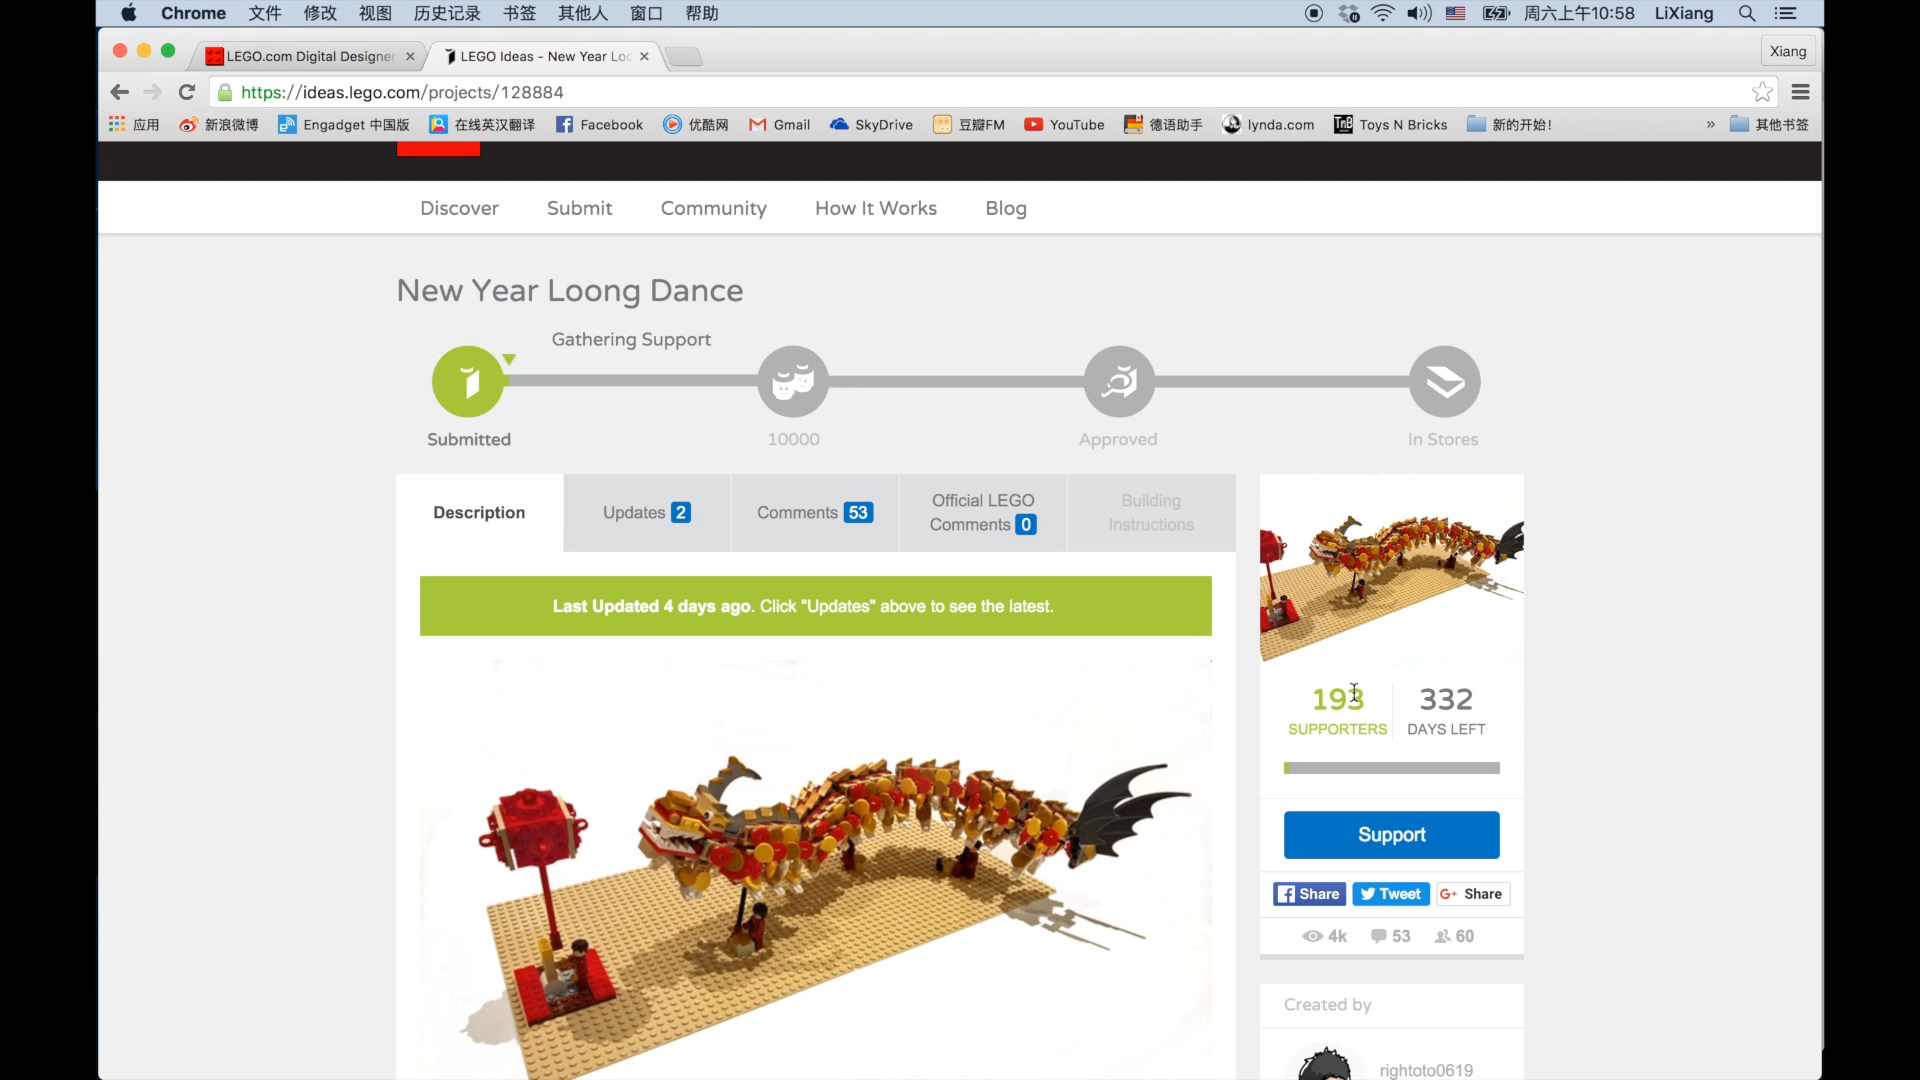 Chrome 文件 修改 视图 历史记录 书签 其他人 窗口 帮助 周六上午10:58 LiXiang
LEGO.com Digital Designer LEGO Ideas - New Year Loo Xiang
https://ideas.lego.com/projects/128884
应用 新浪微博 Engadget 中国版 在线英汉翻译 Facebook 优酷网 Gmail SkyDrive 豆瓣FM YouTube 德语助手 lynda.com Toys N Bricks 新的开始! » 其他书签
Discover Submit Community How It Works Blog
New Year Loong Dance
Gathering Support
Submitted 10000 Approved In Stores
Description
Updates 2
Comments 53
Official LEGO
Comments 0
Building
Instructions
Last Updated 4 days ago. Click "Updates" above to see the latest.
193 332
SUPPORTERS DAYS LEFT
Support
Share Tweet G+ Share
4k 53 60
Created by
rightoto0619